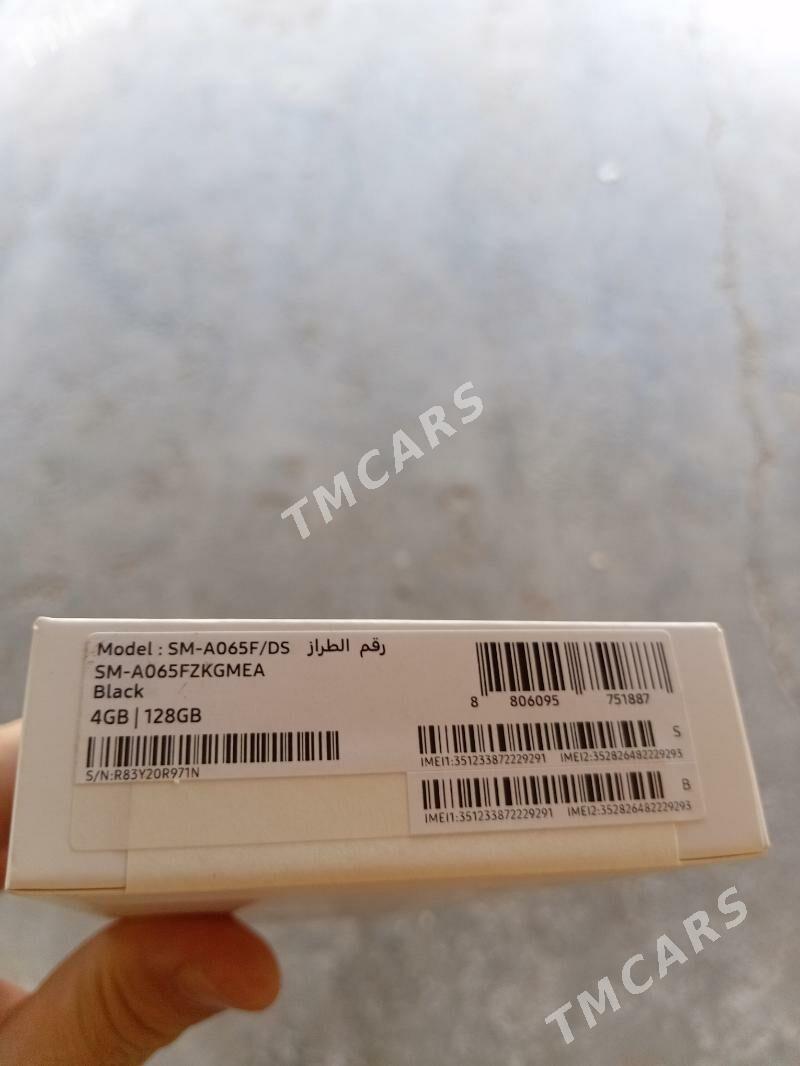 TMCARS
TMCARS
Model : SM-A065F/DS رقم الطراز
SM-A065FZKGMEA
Black
4GB | 128GB
S/N:R83Y20R971N
8 806095 751887
S
IMEI1:351233872229291 IMEI2:352826482229293
B
IMEI1:351233872229291 IMEI2:352826482229293
TMCARS